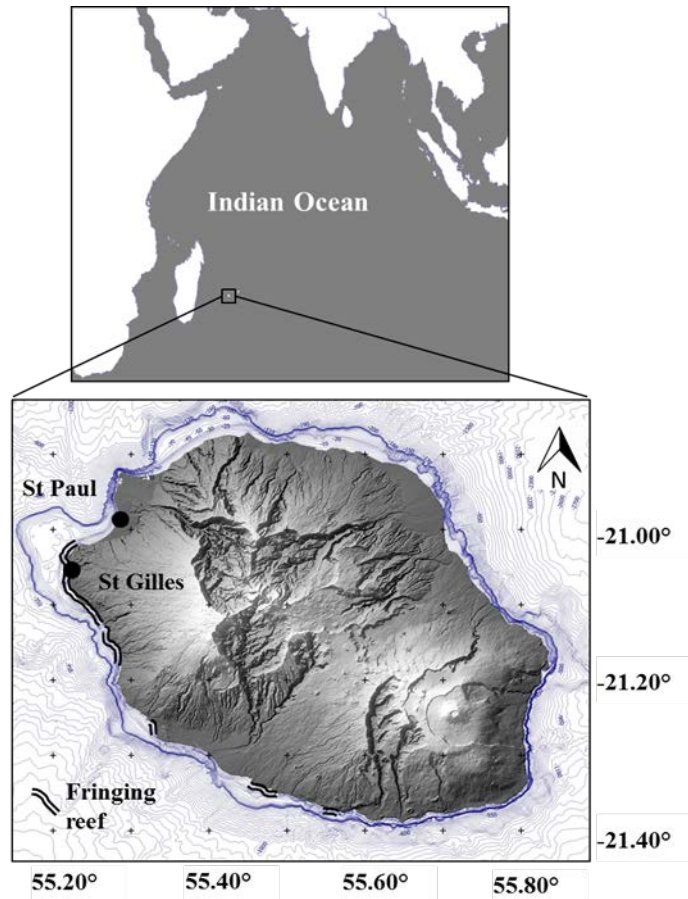 Indian Ocean
St Paul
N
-21.00°
St Gilles
-21.20°
Fringing
reef
-21.40°
55.20°
55.40°
55.60°
55.80°